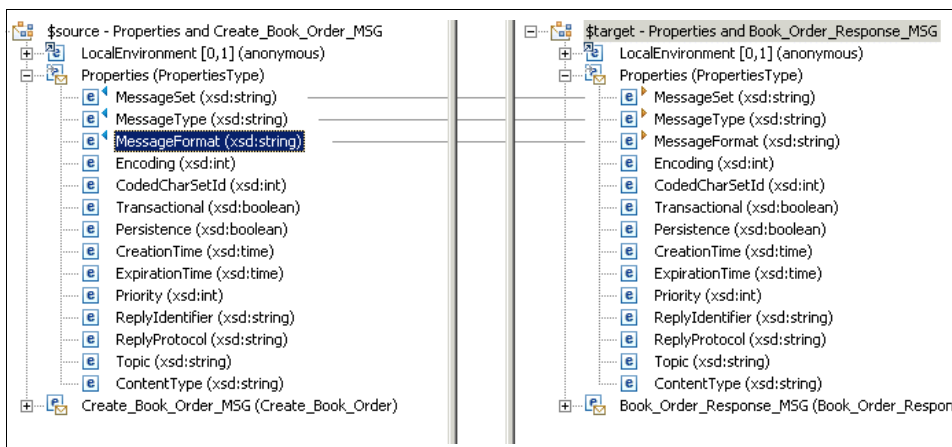 $source - Properties and Create_Book_Order_MSG
LocalEnvironment [0,1] (anonymous)
Properties (PropertiesType)
MessageSet (xsd:string)
MessageType (xsd:string)
MessageFormat (xsd:string)
Encoding (xsd:int)
CodedCharSetId (xsd:int)
Transactional (xsd:boolean)
Persistence (xsd:boolean)
CreationTime (xsd:time)
ExpirationTime (xsd:time)
Priority (xsd:int)
ReplyIdentifier (xsd:string)
ReplyProtocol (xsd:string)
Topic (xsd:string)
ContentType (xsd:string)
Create_Book_Order_MSG (Create_Book_Order)
$target - Properties and Book_Order_Response_MSG
LocalEnvironment [0,1] (anonymous)
Properties (PropertiesType)
MessageSet (xsd:string)
MessageType (xsd:string)
MessageFormat (xsd:string)
Encoding (xsd:int)
CodedCharSetId (xsd:int)
Transactional (xsd:boolean)
Persistence (xsd:boolean)
CreationTime (xsd:time)
ExpirationTime (xsd:time)
Priority (xsd:int)
ReplyIdentifier (xsd:string)
ReplyProtocol (xsd:string)
Topic (xsd:string)
ContentType (xsd:string)
Book_Order_Response_MSG (Book_Order_Respon